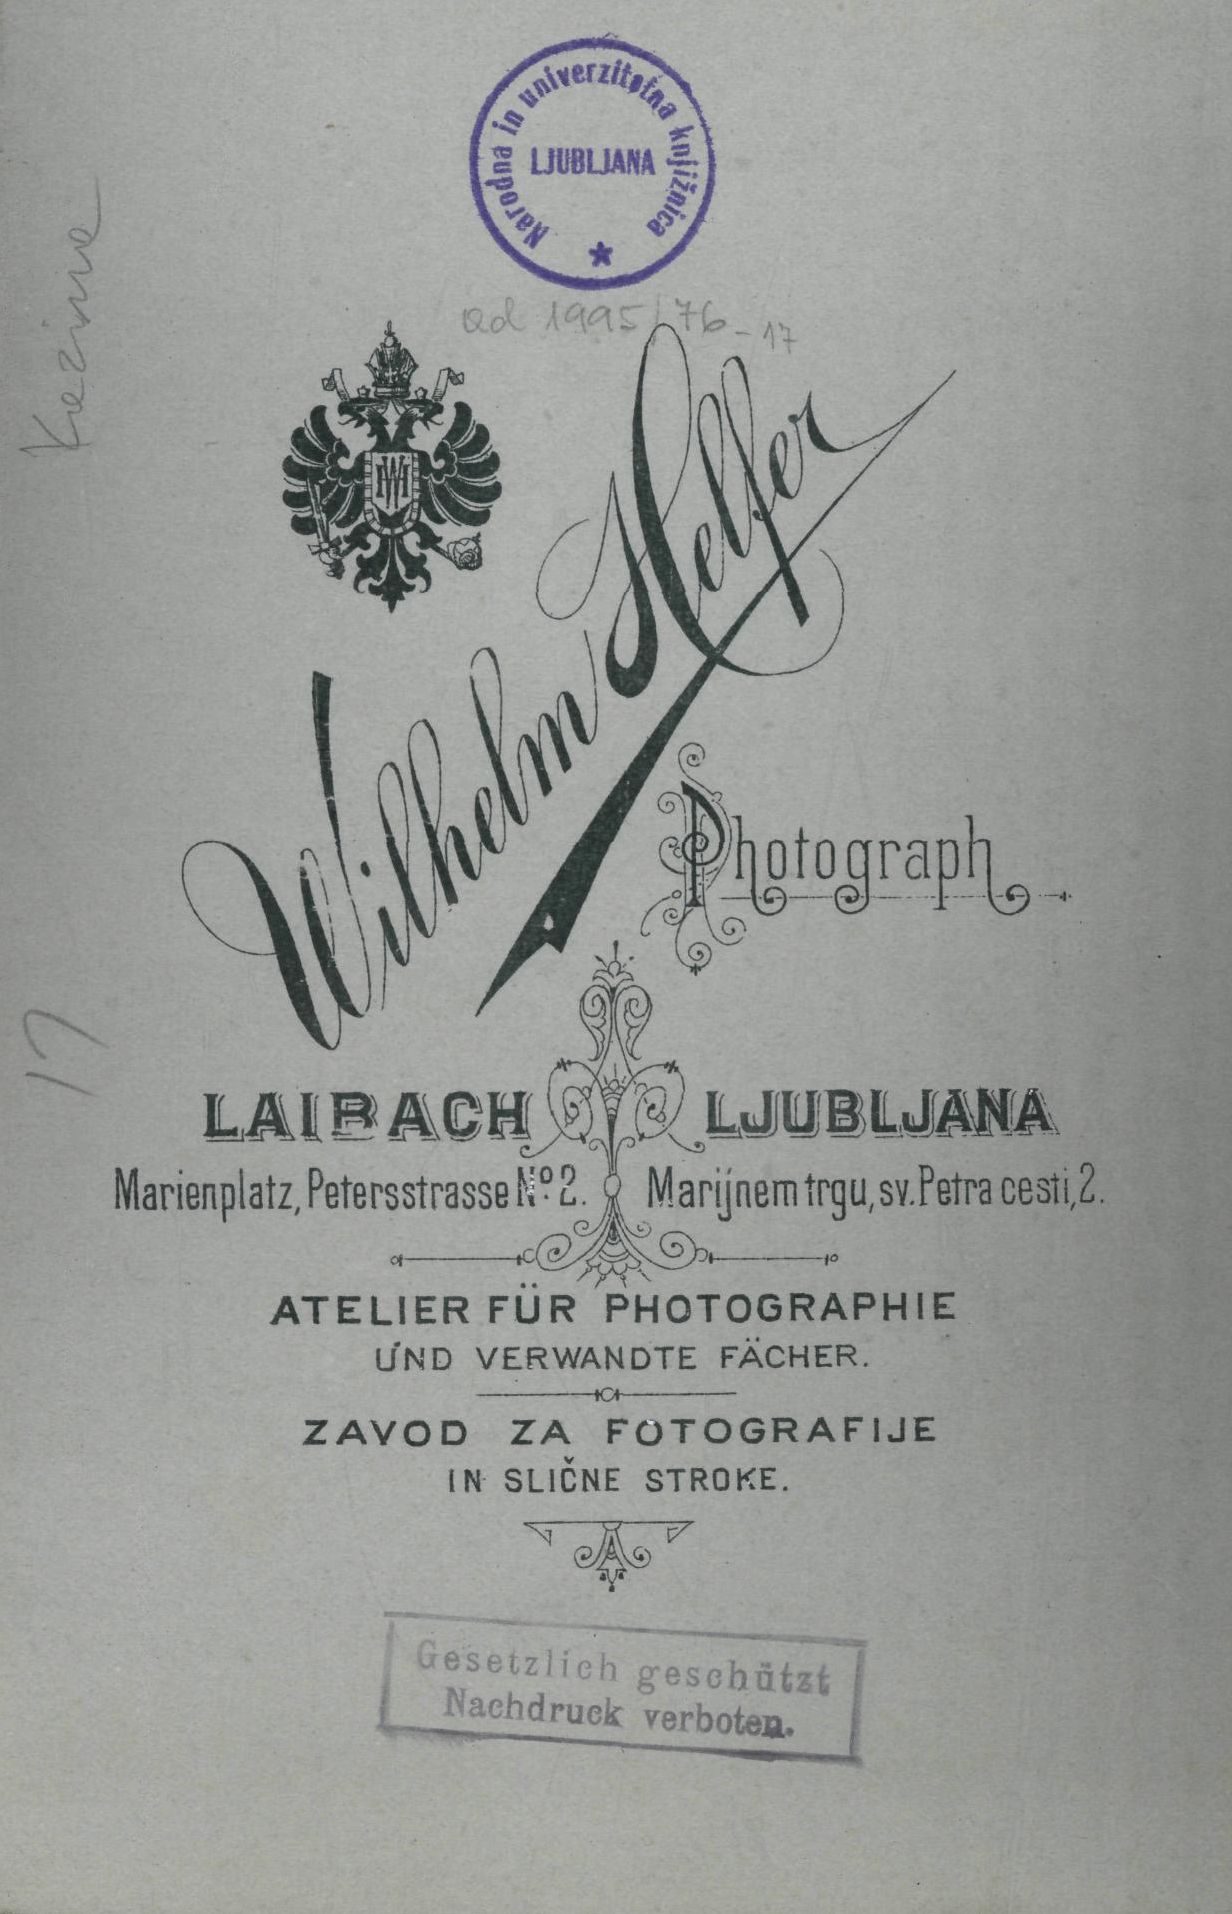 Narodna in univerzitetna knjižnica
LJUBLJANA
1995/76-17
Wilhelm Helfer
Photograph
LAIBACH
Marienplatz, Petersstrasse Nº 2.
LJUBLJANA
Marijnem trgu, sv. Petra cesti, 2.
ATELIER FÜR PHOTOGRAPHIE
UND VERWANDTE FÄCHER.
ZAVOD ZA FOTOGRAFIJE
IN SLIČNE STROKE.
Gesetzlich geschützt
Nachdruck verboten.
17